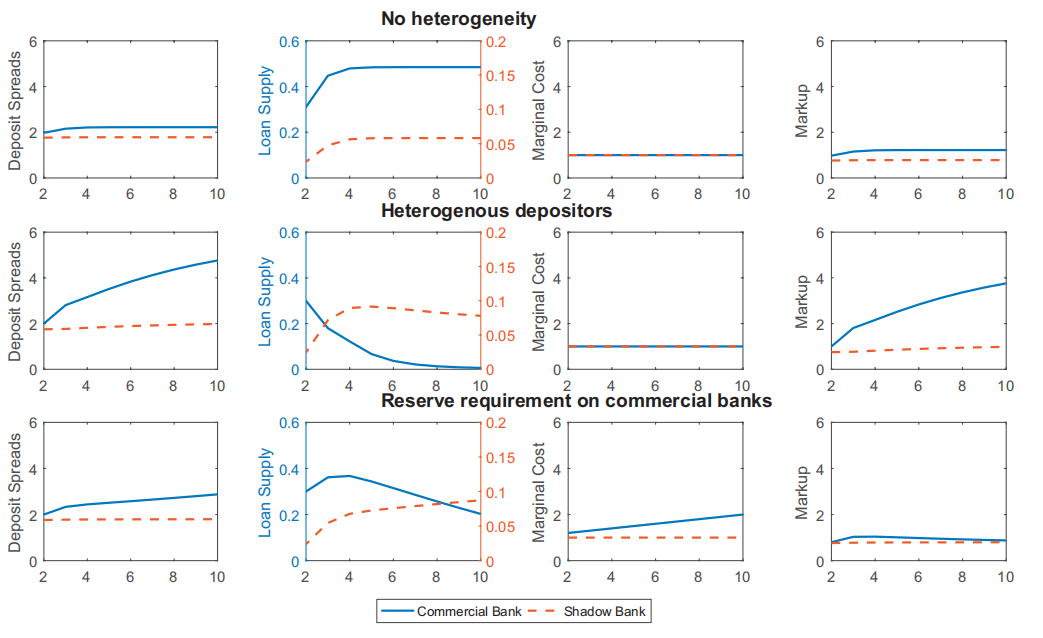 No heterogeneity
Deposit Spreads
6
4
2
0
2 4 6 8 10
Loan Supply
0.6
0.4
0.2
0
0.2
0.15
0.1
0.05
0
2 4 6 8 10
Marginal Cost
6
4
2
0
2 4 6 8 10
Markup
6
4
2
0
2 4 6 8 10
Heterogenous depositors
Deposit Spreads
6
4
2
0
2 4 6 8 10
Loan Supply
0.6
0.4
0.2
0
0.2
0.15
0.1
0.05
0
2 4 6 8 10
Marginal Cost
6
4
2
0
2 4 6 8 10
Markup
6
4
2
0
2 4 6 8 10
Reserve requirement on commercial banks
Deposit Spreads
6
4
2
0
2 4 6 8 10
Loan Supply
0.6
0.4
0.2
0
0.2
0.15
0.1
0.05
0
2 4 6 8 10
Marginal Cost
6
4
2
0
2 4 6 8 10
Markup
6
4
2
0
2 4 6 8 10
Commercial Bank Shadow Bank